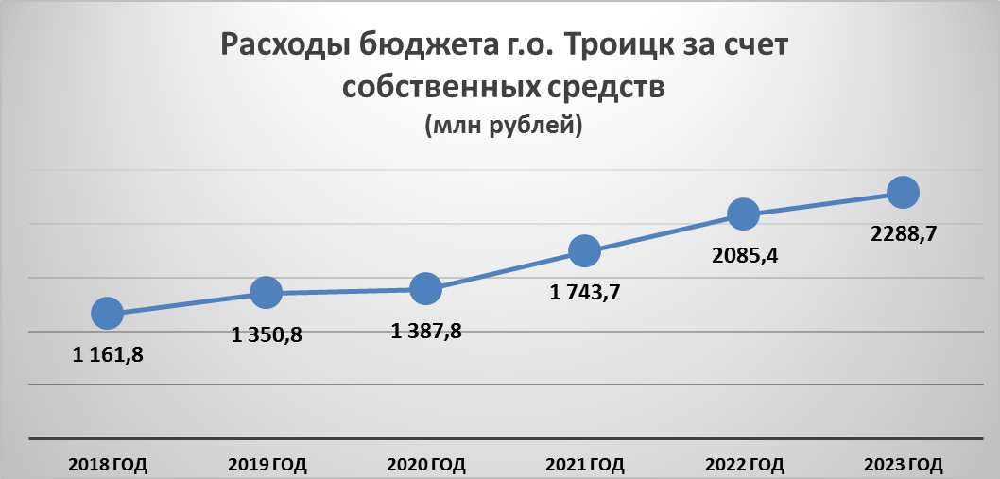 Расходы бюджета г.о. Троицк за счет
собственных средств
(млн рублей)
1 161,8
1 350,8
1 387,8
1 743,7
2085,4
2288,7
2018 ГОД
2019 ГОД
2020 ГОД
2021 ГОД
2022 ГОД
2023 ГОД